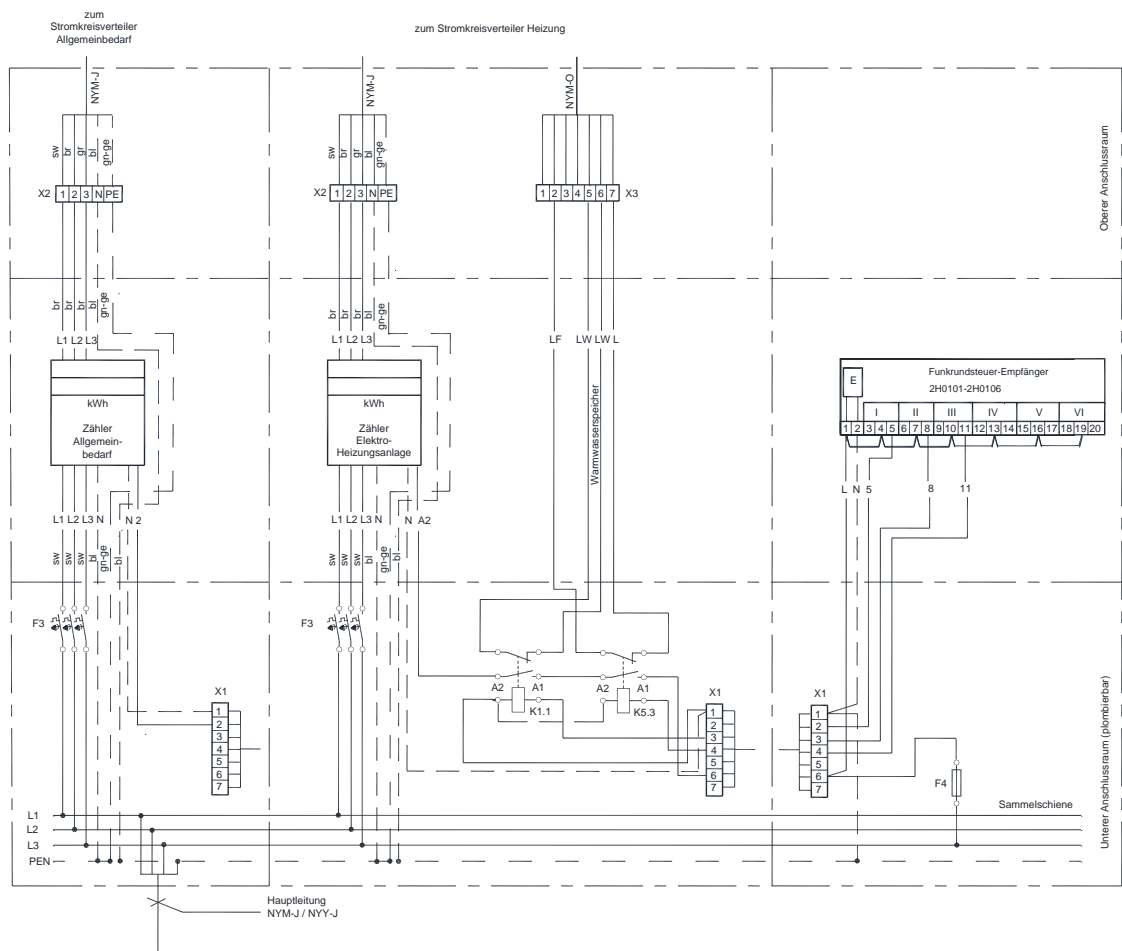 zum
Stromkreisverteiler
Allgemeinbedarf
zum Stromkreisverteiler Heizung
NYM-J
NYM-J
NYM-O
sw br gr bl gn-ge
sw br gr bl gn-ge
X2 1 2 3 N PE
X2 1 2 3 N PE
1 2 3 4 5 6 7 X3
Oberer Anschlussraum
br br gr bl gn-ge
br br gr bl gn-ge
L1 L2 L3
L1 L2 L3
LF LW LW L
kWh
Zähler
Allgemein-
bedarf
kWh
Zähler
Elektro-
Heizungsanlage
Warmwasserspeicher
E
Funkrundsteuer-Empfänger
2H0101-2H0106
I II III IV V VI
1 2 3 4 5 6 7 8 9 10 11 12 13 14 15 16 17 18 19 20
L N 5 8 11
L1 L2 L3 N N 2
L1 L2 L3 N N A2
sw sw sw bl gn-ge bl
sw sw sw bl gn-ge bl
F3
F3
A2 A1 A2 A1
K1.1 K5.3
X1
1
2
3
4
5
6
7
X1
1
2
3
4
5
6
7
X1
1
2
3
4
5
6
7
F4
Unterer Anschlussraum (plombierbar)
Sammelschiene
L1
L2
L3
PEN
Hauptleitung
NYM-J / NYY-J